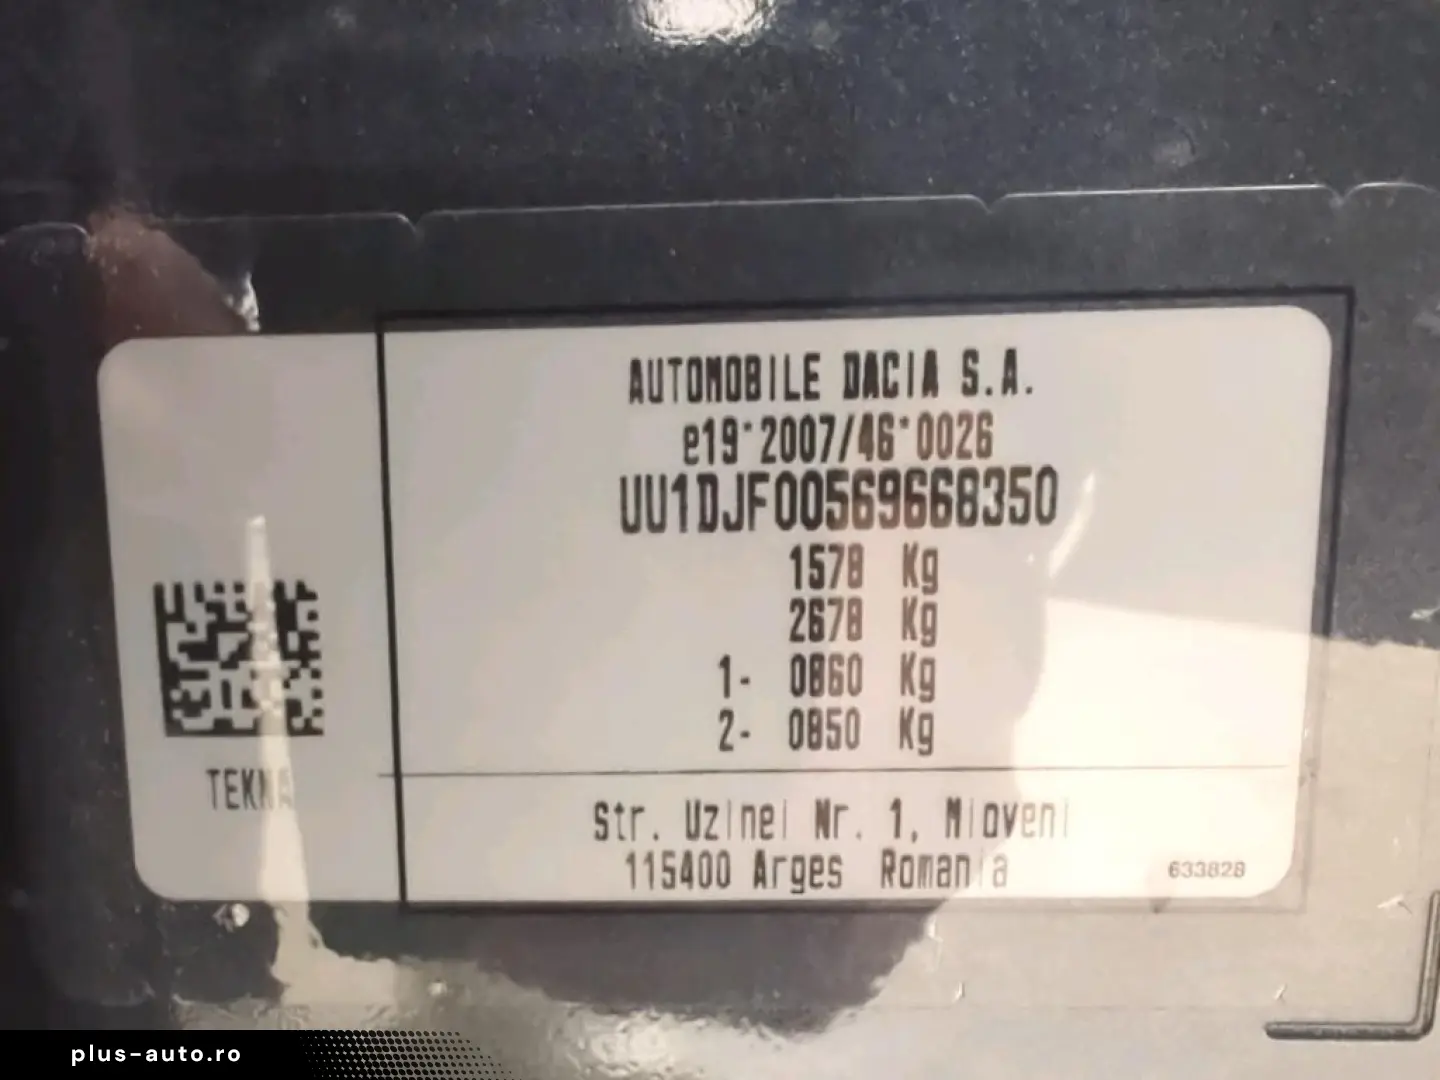 AUTOMOBILE DACIA S.A.
e19*2007/46*0026
UU1DJF00569668350
1578 Kg
2678 Kg
1- 0860 Kg
2- 0850 Kg
TEKNA
Str. Uzinei Nr. 1, Mioveni
115400 Arges Romania
633828
plus-auto.ro